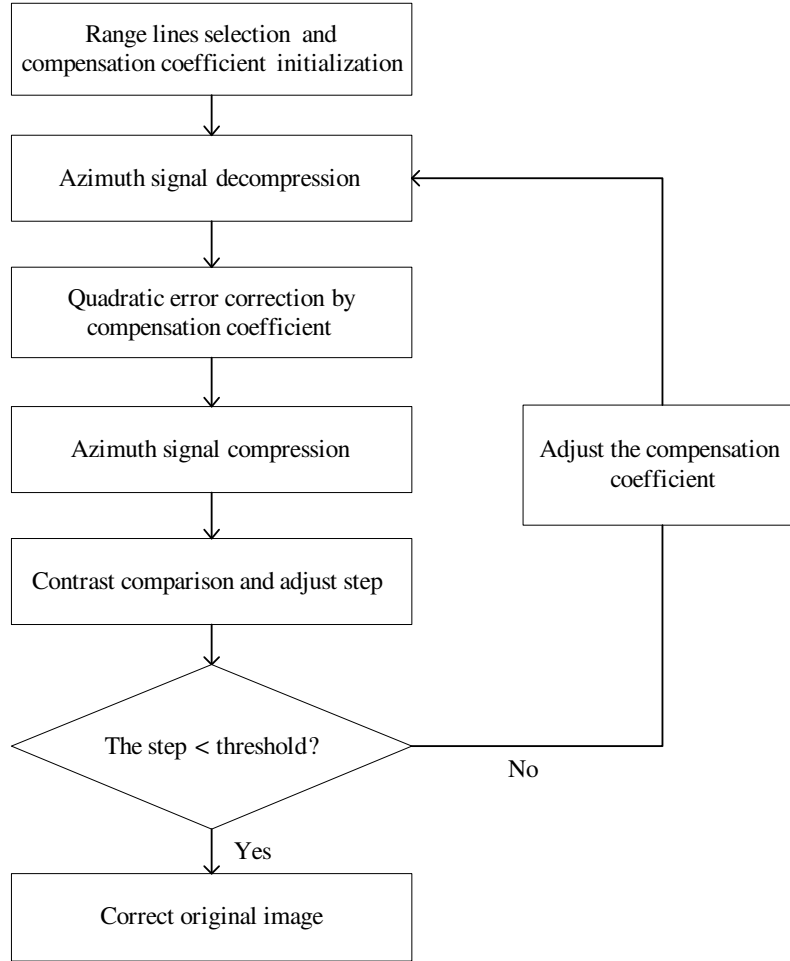 Range lines selection and
compensation coefficient initialization
Azimuth signal decompression
Quadratic error correction by
compensation coefficient
Azimuth signal compression
Adjust the compensation
coefficient
Contrast comparison and adjust step
The step < threshold?
No
Yes
Correct original image